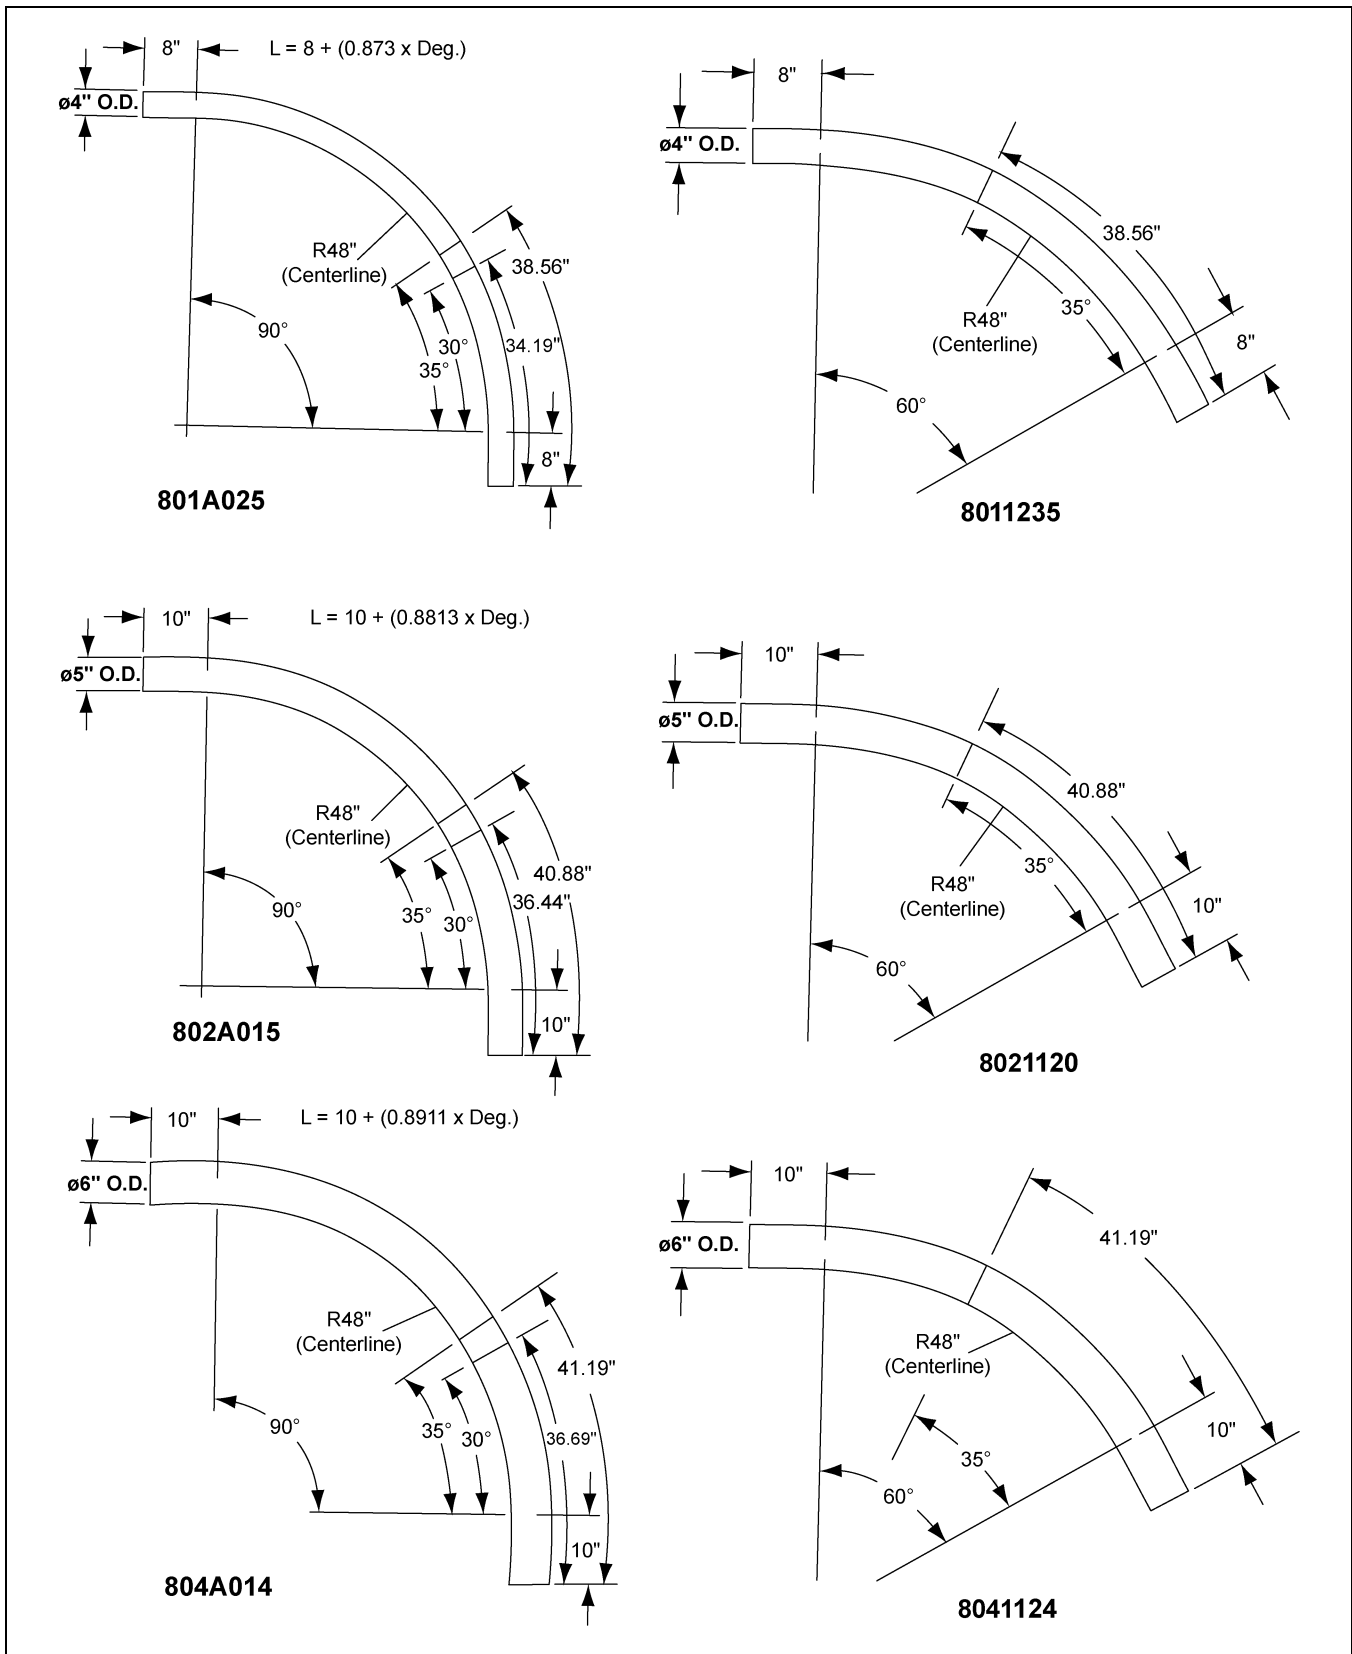 8"
L = 8 + (0.873 x Deg.)
ø4" O.D.
R48"
(Centerline)
38.56"
90°
30°
34.19"
35°
8"
801A025
8"
ø4" O.D.
38.56"
35°
R48"
(Centerline)
8"
60°
8011235
10"
L = 10 + (0.8813 x Deg.)
ø5" O.D.
R48"
(Centerline)
40.88"
36.44"
90°
35°
30°
10"
802A015
10"
ø5" O.D.
40.88"
35°
R48"
(Centerline)
10"
60°
8021120
10"
L = 10 + (0.8911 x Deg.)
ø6" O.D.
R48"
(Centerline)
41.19"
90°
35°
30°
36.69"
10"
804A014
10"
ø6" O.D.
41.19"
R48"
(Centerline)
10"
35°
60°
8041124